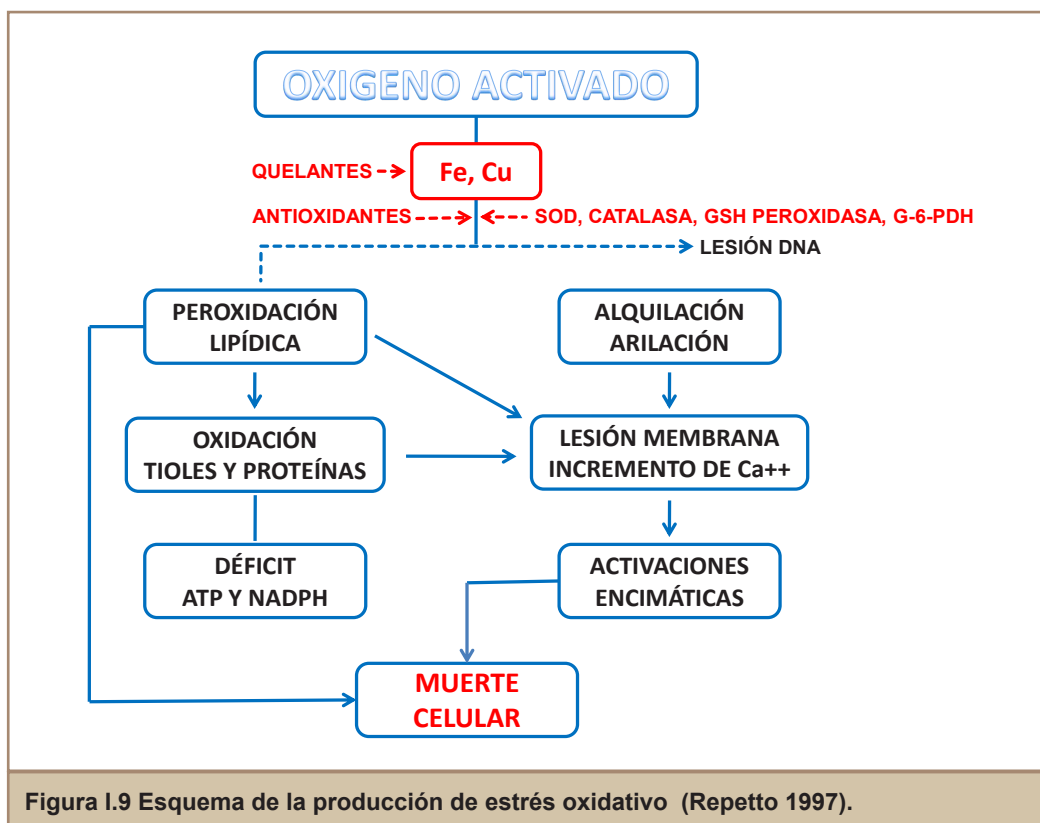 OXIGENO ACTIVADO
QUELANTES
Fe, Cu
ANTIOXIDANTES
SOD, CATALASA, GSH PEROXIDASA, G-6-PDH
LESIÓN DNA
PEROXIDACIÓN
LIPÍDICA
ALQUILACIÓN
ARILACIÓN
OXIDACIÓN
TIOLES Y PROTEÍNAS
LESIÓN MEMBRANA
INCREMENTO DE Ca++
DÉFICIT
ATP Y NADPH
ACTIVACIONES
ENCIMÁTICAS
MUERTE
CELULAR
Figura I.9 Esquema de la producción de estrés oxidativo (Repetto 1997).